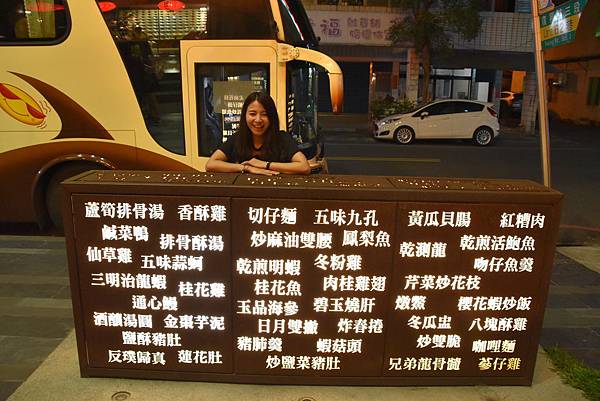 蘆筍排骨湯 香酥雞
鹹菜鴨 排骨酥湯
仙草雞 五味蒜蚵
三明治龍蝦 桂花雞
通心鰻
酒釀湯圓 金棗芋泥
鹽酥豬肚
反璞歸真 蓮花肚
切仔麵 五味九孔
炒麻油雙腰 鳳梨魚
乾煎明蝦 冬粉雞
桂花魚 肉桂雞翅
玉品海參 碧玉燒肝
日月雙撇 炸春捲
豬肺羹 蝦菇頭
炒鹽菜豬肚
黃瓜貝腸 紅糟肉
乾測龍 乾煎活鮑魚
吻仔魚羹
芹菜炒花枝
燉鱉 櫻花蝦炒飯
冬瓜盅 八塊酥雞
炒雙脆 咖哩麵
兄弟龍骨髓 蔘仔雞